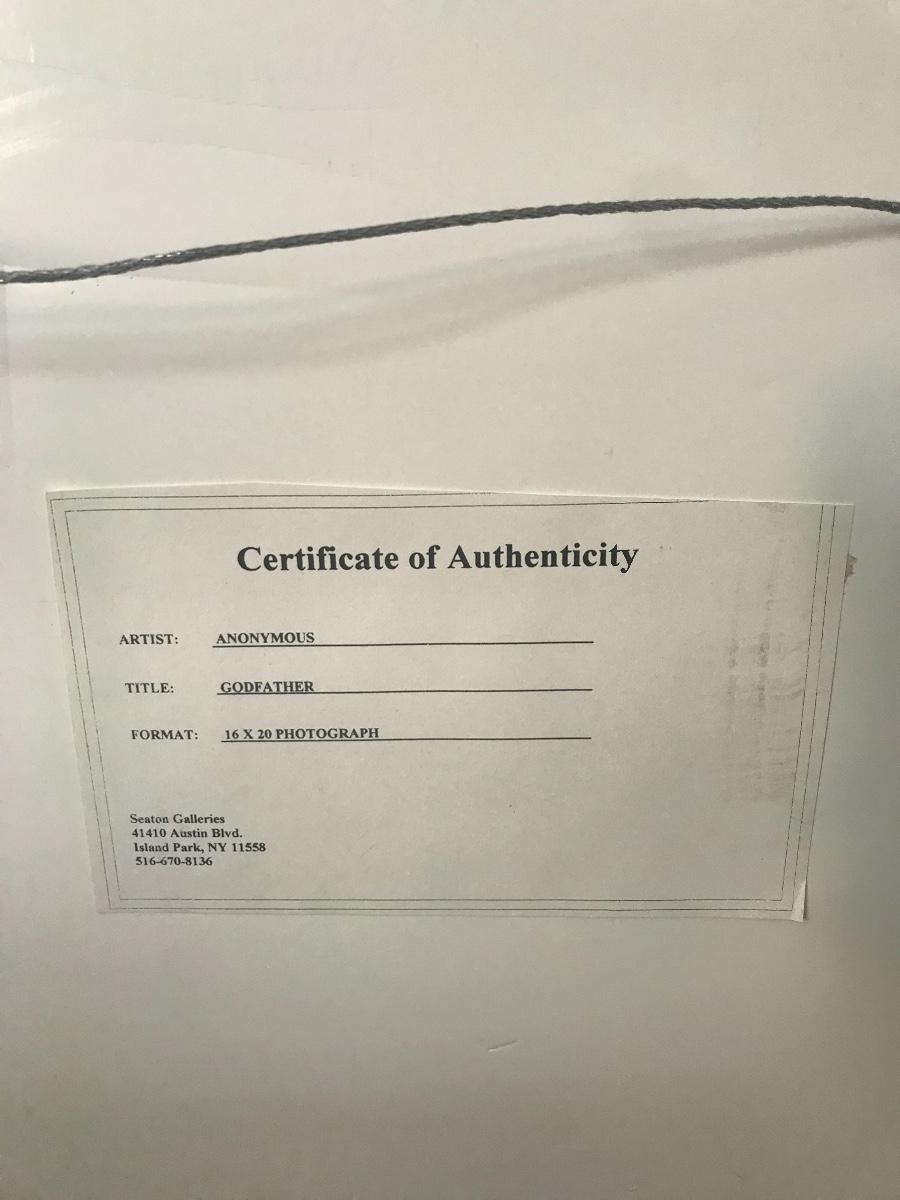 Certificate of Authenticity
ARTIST: ANONYMOUS
TITLE: GODFATHER
FORMAT: 16 X 20 PHOTOGRAPH
Seaton Galleries
41410 Austin Blvd.
Island Park, NY 11558
516-670-8136